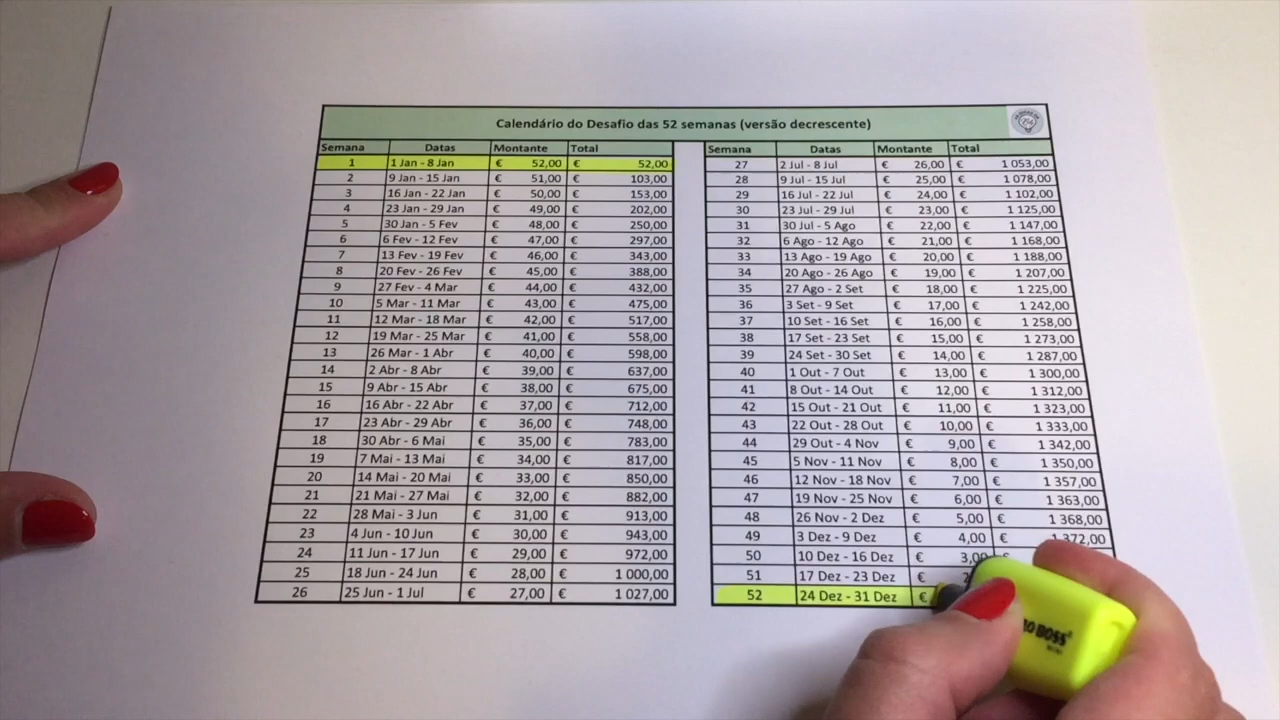 Calendário do Desafio das 52 semanas (versão decrescente)
Semana Datas Montante Total
1 1 Jan - 8 Jan € 52,00 € 52,00
2 9 Jan - 15 Jan € 51,00 € 103,00
3 16 Jan - 22 Jan € 50,00 € 153,00
4 23 Jan - 29 Jan € 49,00 € 202,00
5 30 Jan - 5 Fev € 48,00 € 250,00
6 6 Fev - 12 Fev € 47,00 € 297,00
7 13 Fev - 19 Fev € 46,00 € 343,00
8 20 Fev - 26 Fev € 45,00 € 388,00
9 27 Fev - 4 Mar € 44,00 € 432,00
10 5 Mar - 11 Mar € 43,00 € 475,00
11 12 Mar - 18 Mar € 42,00 € 517,00
12 19 Mar - 25 Mar € 41,00 € 558,00
13 26 Mar - 1 Abr € 40,00 € 598,00
14 2 Abr - 8 Abr € 39,00 € 637,00
15 9 Abr - 15 Abr € 38,00 € 675,00
16 16 Abr - 22 Abr € 37,00 € 712,00
17 23 Abr - 29 Abr € 36,00 € 748,00
18 30 Abr - 6 Mai € 35,00 € 783,00
19 7 Mai - 13 Mai € 34,00 € 817,00
20 14 Mai - 20 Mai € 33,00 € 850,00
21 21 Mai - 27 Mai € 32,00 € 882,00
22 28 Mai - 3 Jun € 31,00 € 913,00
23 4 Jun - 10 Jun € 30,00 € 943,00
24 11 Jun - 17 Jun € 29,00 € 972,00
25 18 Jun - 24 Jun € 28,00 € 1 000,00
26 25 Jun - 1 Jul € 27,00 € 1 027,00
Semana Datas Montante Total
27 2 Jul - 8 Jul € 26,00 € 1 053,00
28 9 Jul - 15 Jul € 25,00 € 1 078,00
29 16 Jul - 22 Jul € 24,00 € 1 102,00
30 23 Jul - 29 Jul € 23,00 € 1 125,00
31 30 Jul - 5 Ago € 22,00 € 1 147,00
32 6 Ago - 12 Ago € 21,00 € 1 168,00
33 13 Ago - 19 Ago € 20,00 € 1 188,00
34 20 Ago - 26 Ago € 19,00 € 1 207,00
35 27 Ago - 2 Set € 18,00 € 1 225,00
36 3 Set - 9 Set € 17,00 € 1 242,00
37 10 Set - 16 Set € 16,00 € 1 258,00
38 17 Set - 23 Set € 15,00 € 1 273,00
39 24 Set - 30 Set € 14,00 € 1 287,00
40 1 Out - 7 Out € 13,00 € 1 300,00
41 8 Out - 14 Out € 12,00 € 1 312,00
42 15 Out - 21 Out € 11,00 € 1 323,00
43 22 Out - 28 Out € 10,00 € 1 333,00
44 29 Out - 4 Nov € 9,00 € 1 342,00
45 5 Nov - 11 Nov € 8,00 € 1 350,00
46 12 Nov - 18 Nov € 7,00 € 1 357,00
47 19 Nov - 25 Nov € 6,00 € 1 363,00
48 26 Nov - 2 Dez € 5,00 € 1 368,00
49 3 Dez - 9 Dez € 4,00 € 1 372,00
50 10 Dez - 16 Dez € 3,00 €
51 17 Dez - 23 Dez €
52 24 Dez - 31 Dez €
BOSS